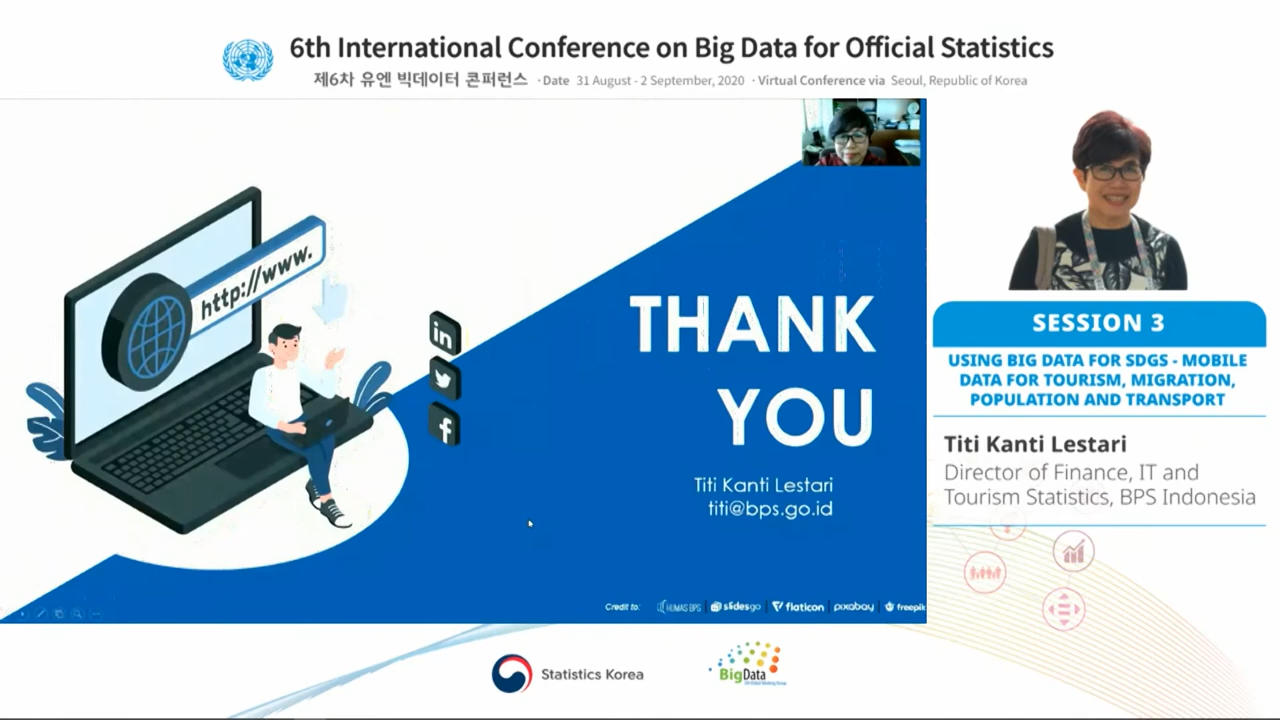 6th International Conference on Big Data for Official Statistics
제6차 유엔 빅데이터 콘퍼런스 · Date 31 August - 2 September, 2020 · Virtual Conference via Seoul, Republic of Korea
http://www.
in
f
THANK
YOU
Titi Kanti Lestari
titi@bps.go.id
Credit to: HUMAS BPS slidesgo flaticon pixabay freepik
SESSION 3
USING BIG DATA FOR SDGS - MOBILE
DATA FOR TOURISM, MIGRATION,
POPULATION AND TRANSPORT
Titi Kanti Lestari
Director of Finance, IT and
Tourism Statistics, BPS Indonesia
Statistics Korea
BigData